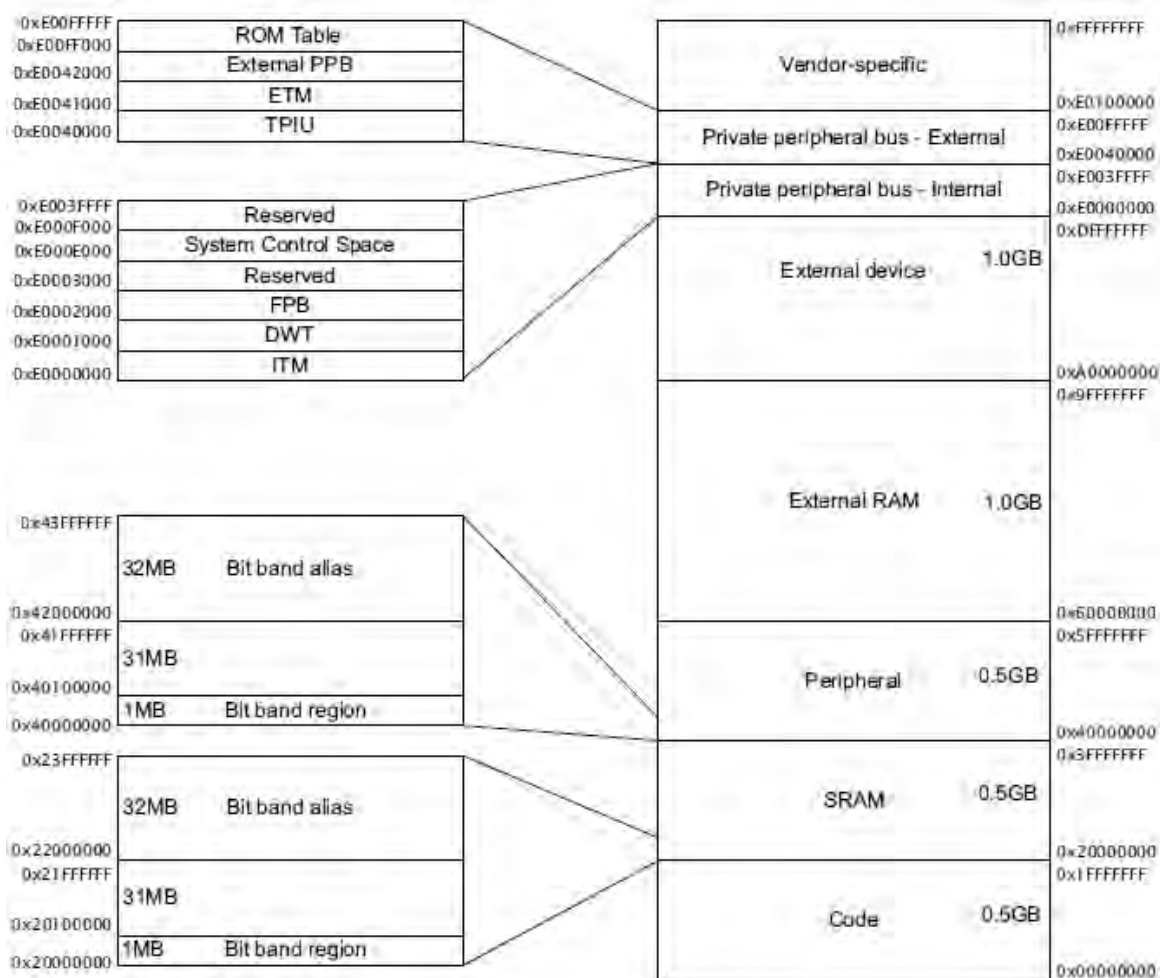 0xE00FFFFF
ROM Table
0xE00FF000
External PPB
0xE0042000
ETM
0xE0041000
TPIU
0xE0040000
0xE003FFFF
Reserved
0xE000F000
System Control Space
0xE000E000
Reserved
0xE0003000
FPB
0xE0002000
DWT
0xE0001000
ITM
0xE0000000
0x43FFFFFF
32MB Bit band alias
0x42000000
0x41FFFFFF
31MB
0x40100000
1MB Bit band region
0x40000000
0x23FFFFFF
32MB Bit band alias
0x22000000
0x21FFFFFF
31MB
0x20100000
1MB Bit band region
0x20000000
0xFFFFFFFF
Vendor-specific
0xE0100000
0xE00FFFFF
Private peripheral bus - External
0xE0040000
0xE003FFFF
Private peripheral bus - Internal
0xE0000000
0xDFFFFFFF
External device 1.0GB
0xA0000000
0x9FFFFFFF
External RAM 1.0GB
0x60000000
0x5FFFFFFF
Peripheral 0.5GB
0x40000000
0x3FFFFFFF
SRAM 0.5GB
0x20000000
0x1FFFFFFF
Code 0.5GB
0x00000000